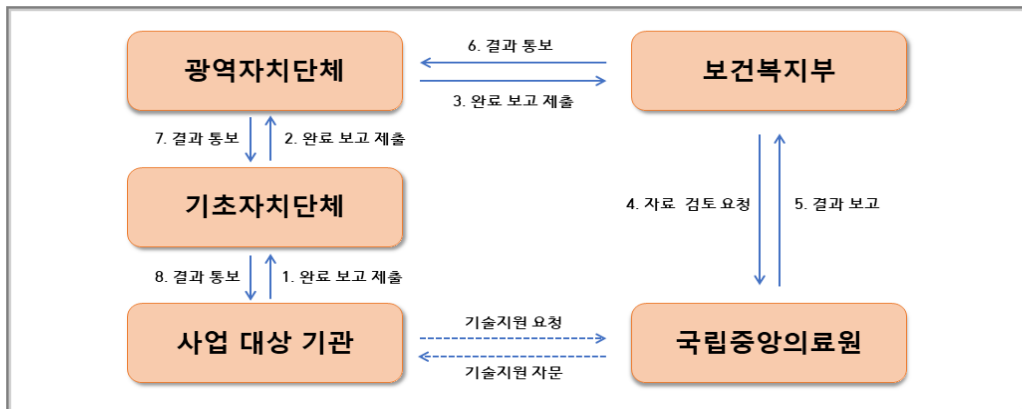 6. 결과 통보
광역자치단체
보건복지부
3. 완료 보고 제출
7. 결과 통보
2. 완료 보고 제출
기초자치단체
4. 자료 검토 요청
5. 결과 보고
8. 결과 통보
1. 완료 보고 제출
사업 대상 기관
기술지원 요청
국립중앙의료원
기술지원 자문